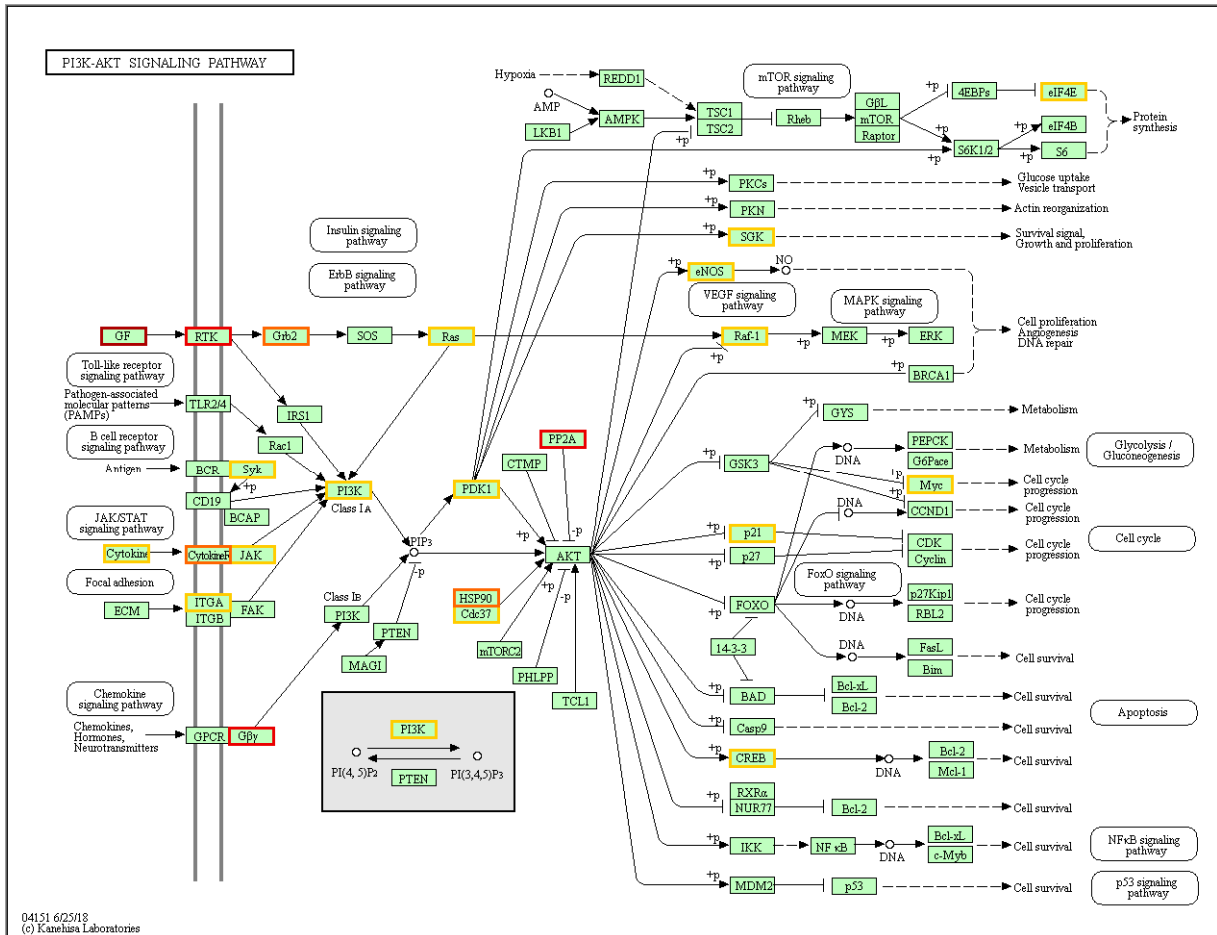 PI3K-AKT SIGNALING PATHWAY
Hypoxia
REDD1
mTOR signaling
pathway
AMP
LKB1
AMPK
TSC1
TSC2
+p
Rheb
GβL
mTOR
Raptor
+p
4EBPs
eIF4E
+p
+p
S6K1/2
+p
eIF4B
+p
S6
Protein
synthesis
+p
PKCs
Glucose uptake
Vesicle transport
+p
PKN
Actin reorganization
+p
SGK
Survival signal,
Growth and proliferation
Insulin signaling
pathway
ErbB signaling
pathway
+p
eNOS
NO
VEGF signaling
pathway
MAPK signaling
pathway
GF
RTK
Grb2
SOS
Ras
Raf-1
+p
+p
MEK
+p
ERK
Cell proliferation
Angiogenesis
DNA repair
BRCA1
Toll-like receptor
signaling pathway
Pathogen-associated
molecular patterns
(PAMPs)
TLR2/4
IRS1
Rac1
B cell receptor
signaling pathway
Antigen
BCR
Syk
+p
CD19
BCAP
PI3K
Class IA
PDK1
CTMP
PP2A
-p
+p
AKT
PIP3
-p
JAK/STAT
signaling pathway
Cytokine
CytokineR
JAK
Focal adhesion
ECM
ITGA
ITGB
FAK
Class IB
PI3K
PTEN
MAGI
HSP90
Cdc37
+p
-p
mTORC2
PHLPP
TCL1
Chemokine
signaling pathway
Chemokines,
Hormones,
Neurotransmitters
GPCR
Gβγ
PI3K
PI(4, 5)P2
PI(3,4,5)P3
PTEN
GYS
Metabolism
+p
GSK3
DNA
PEPCK
G6Pace
Metabolism
Glycolysis /
Gluconeogenesis
+p
Myc
+p
Cell cycle
progression
DNA
CCND1
Cell cycle
progression
+p
p21
+p
p27
CDK
Cyclin
Cell cycle
progression
Cell cycle
FoxO signaling
pathway
+p
FOXO
DNA
p27Kip1
RBL2
Cell cycle
progression
14-3-3
DNA
FasL
Bim
Cell survival
+p
BAD
Bcl-xL
Bcl-2
Cell survival
Apoptosis
+p
Casp9
Cell survival
+p
CREB
DNA
Bcl-2
Mcl-1
Cell survival
+p
RXRα
NUR77
Bcl-2
Cell survival
+p
IKK
NFκB
DNA
Bcl-xL
c-Myb
Cell survival
NFκB signaling
pathway
+p
MDM2
p53
Cell survival
p53 signaling
pathway
04151 6/25/18
(c) Kanehisa Laboratories